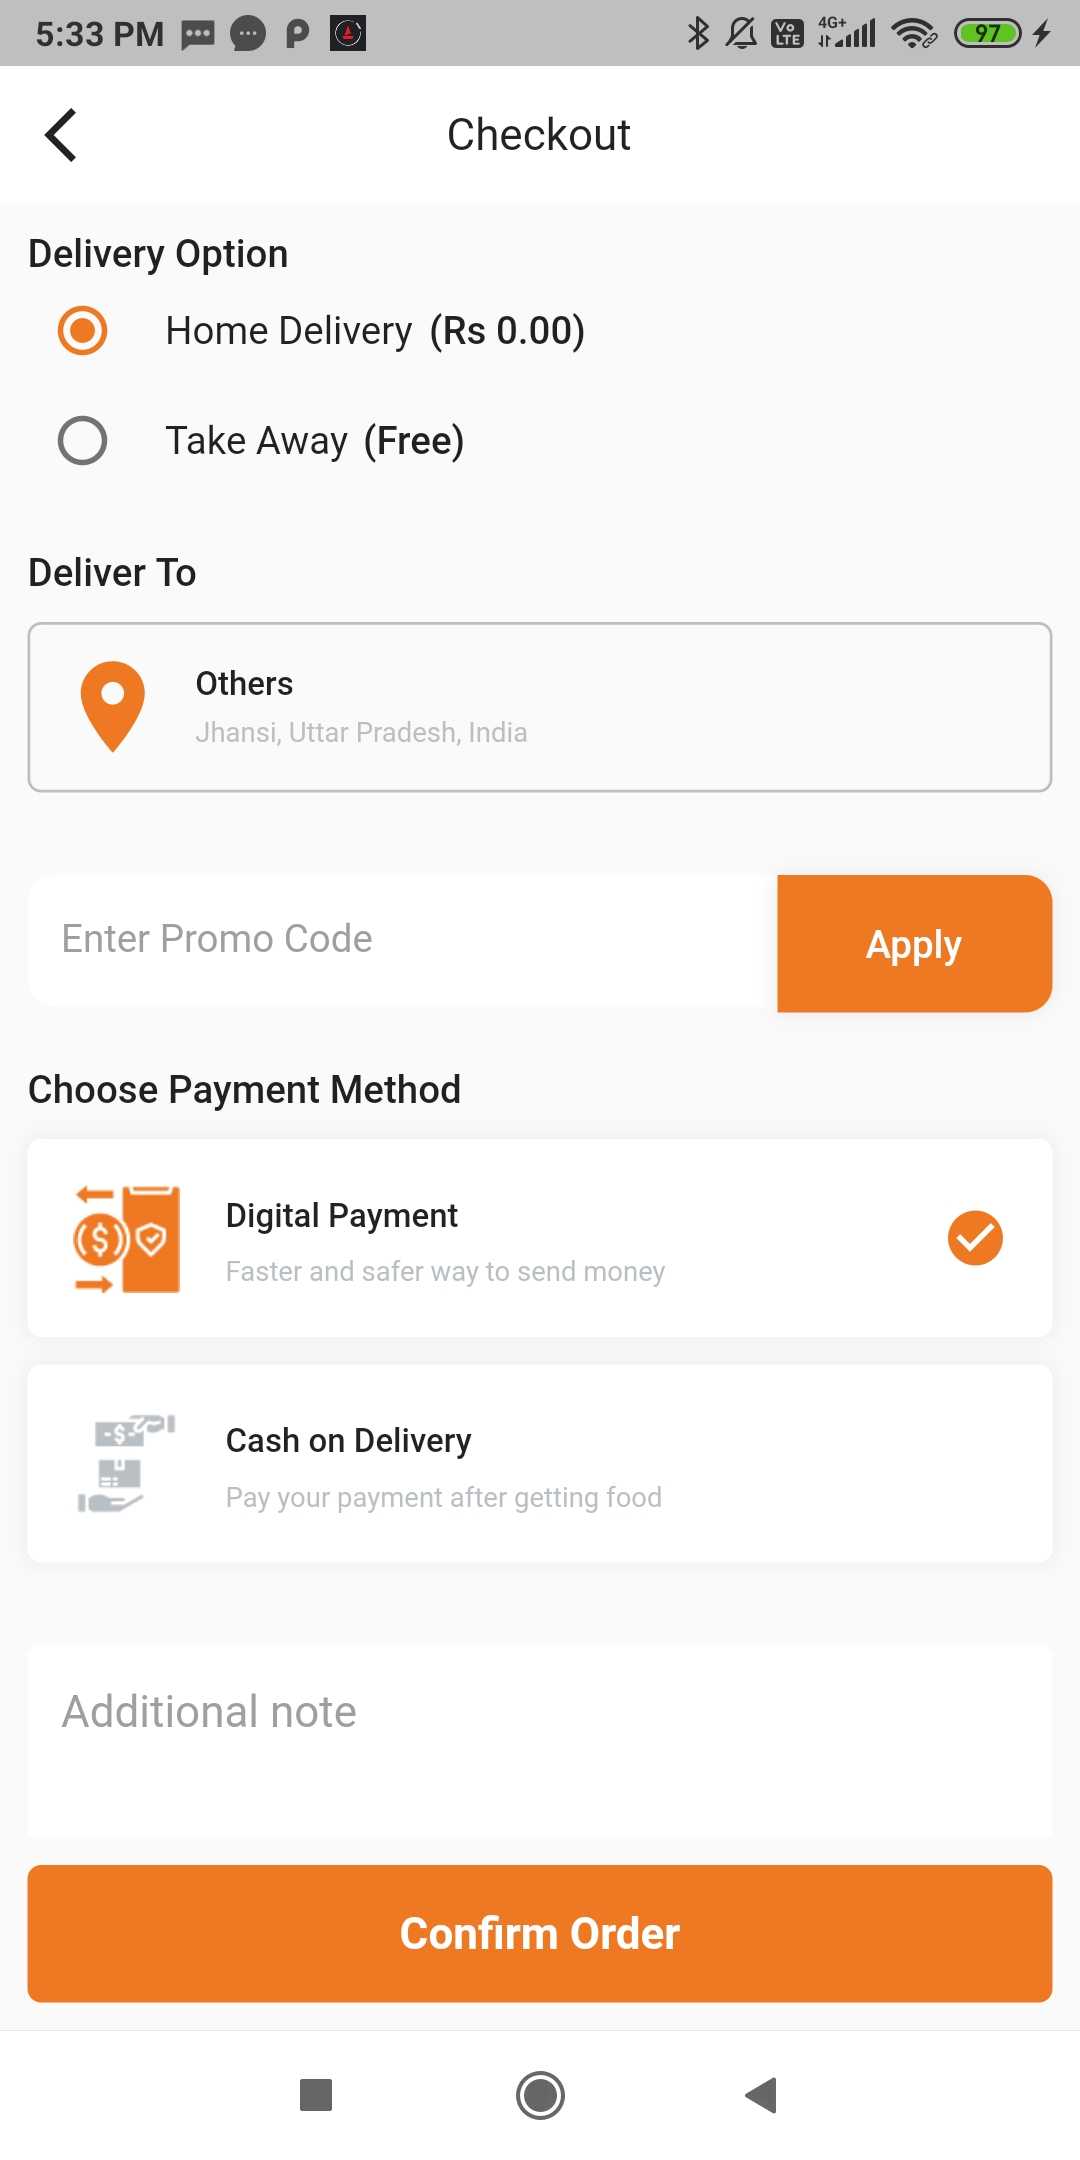 5:33 PM
Vo LTE 4G+ 97
Checkout
Delivery Option
Home Delivery (Rs 0.00)
Take Away (Free)
Deliver To
Others
Jhansi, Uttar Pradesh, India
Enter Promo Code
Apply
Choose Payment Method
Digital Payment
Faster and safer way to send money
Cash on Delivery
Pay your payment after getting food
Additional note
Confirm Order